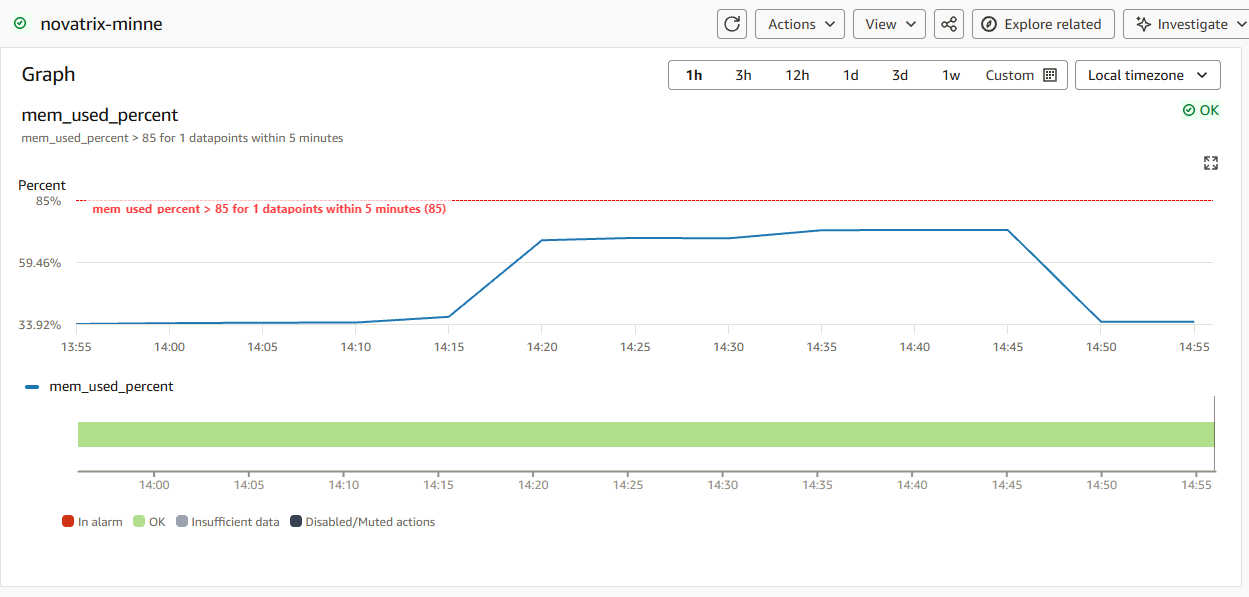 novatrix-minne
Actions View Explore related Investigate
Graph
1h 3h 12h 1d 3d 1w Custom Local timezone
mem_used_percent
OK
mem_used_percent > 85 for 1 datapoints within 5 minutes
Percent
85%
mem_used_percent > 85 for 1 datapoints within 5 minutes (85)
59.46%
33.92%
13:55 14:00 14:05 14:10 14:15 14:20 14:25 14:30 14:35 14:40 14:45 14:50 14:55
mem_used_percent
14:00 14:05 14:10 14:15 14:20 14:25 14:30 14:35 14:40 14:45 14:50 14:55
In alarm OK Insufficient data Disabled/Muted actions